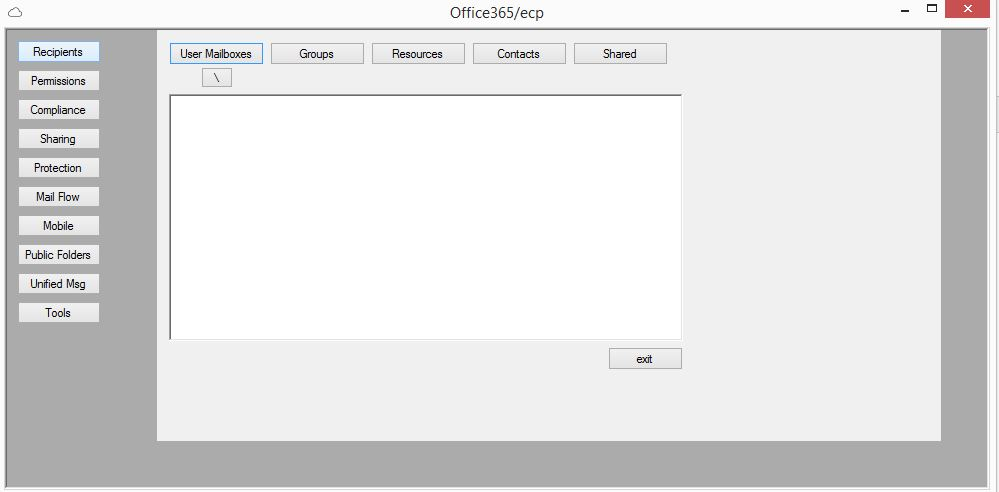 Office365/ecp
Recipients
Permissions
Compliance
Sharing
Protection
Mail Flow
Mobile
Public Folders
Unified Msg
Tools
User Mailboxes Groups Resources Contacts Shared
\
exit